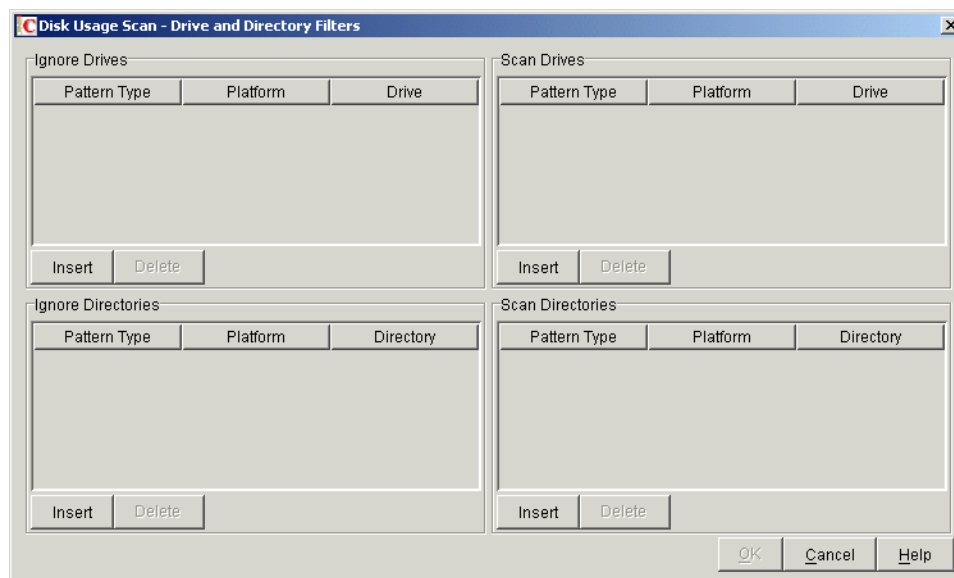 Disk Usage Scan - Drive and Directory Filters
Ignore Drives
Pattern Type Platform Drive
Insert Delete
Scan Drives
Pattern Type Platform Drive
Insert Delete
Ignore Directories
Pattern Type Platform Directory
Insert Delete
Scan Directories
Pattern Type Platform Directory
Insert Delete
OK Cancel Help